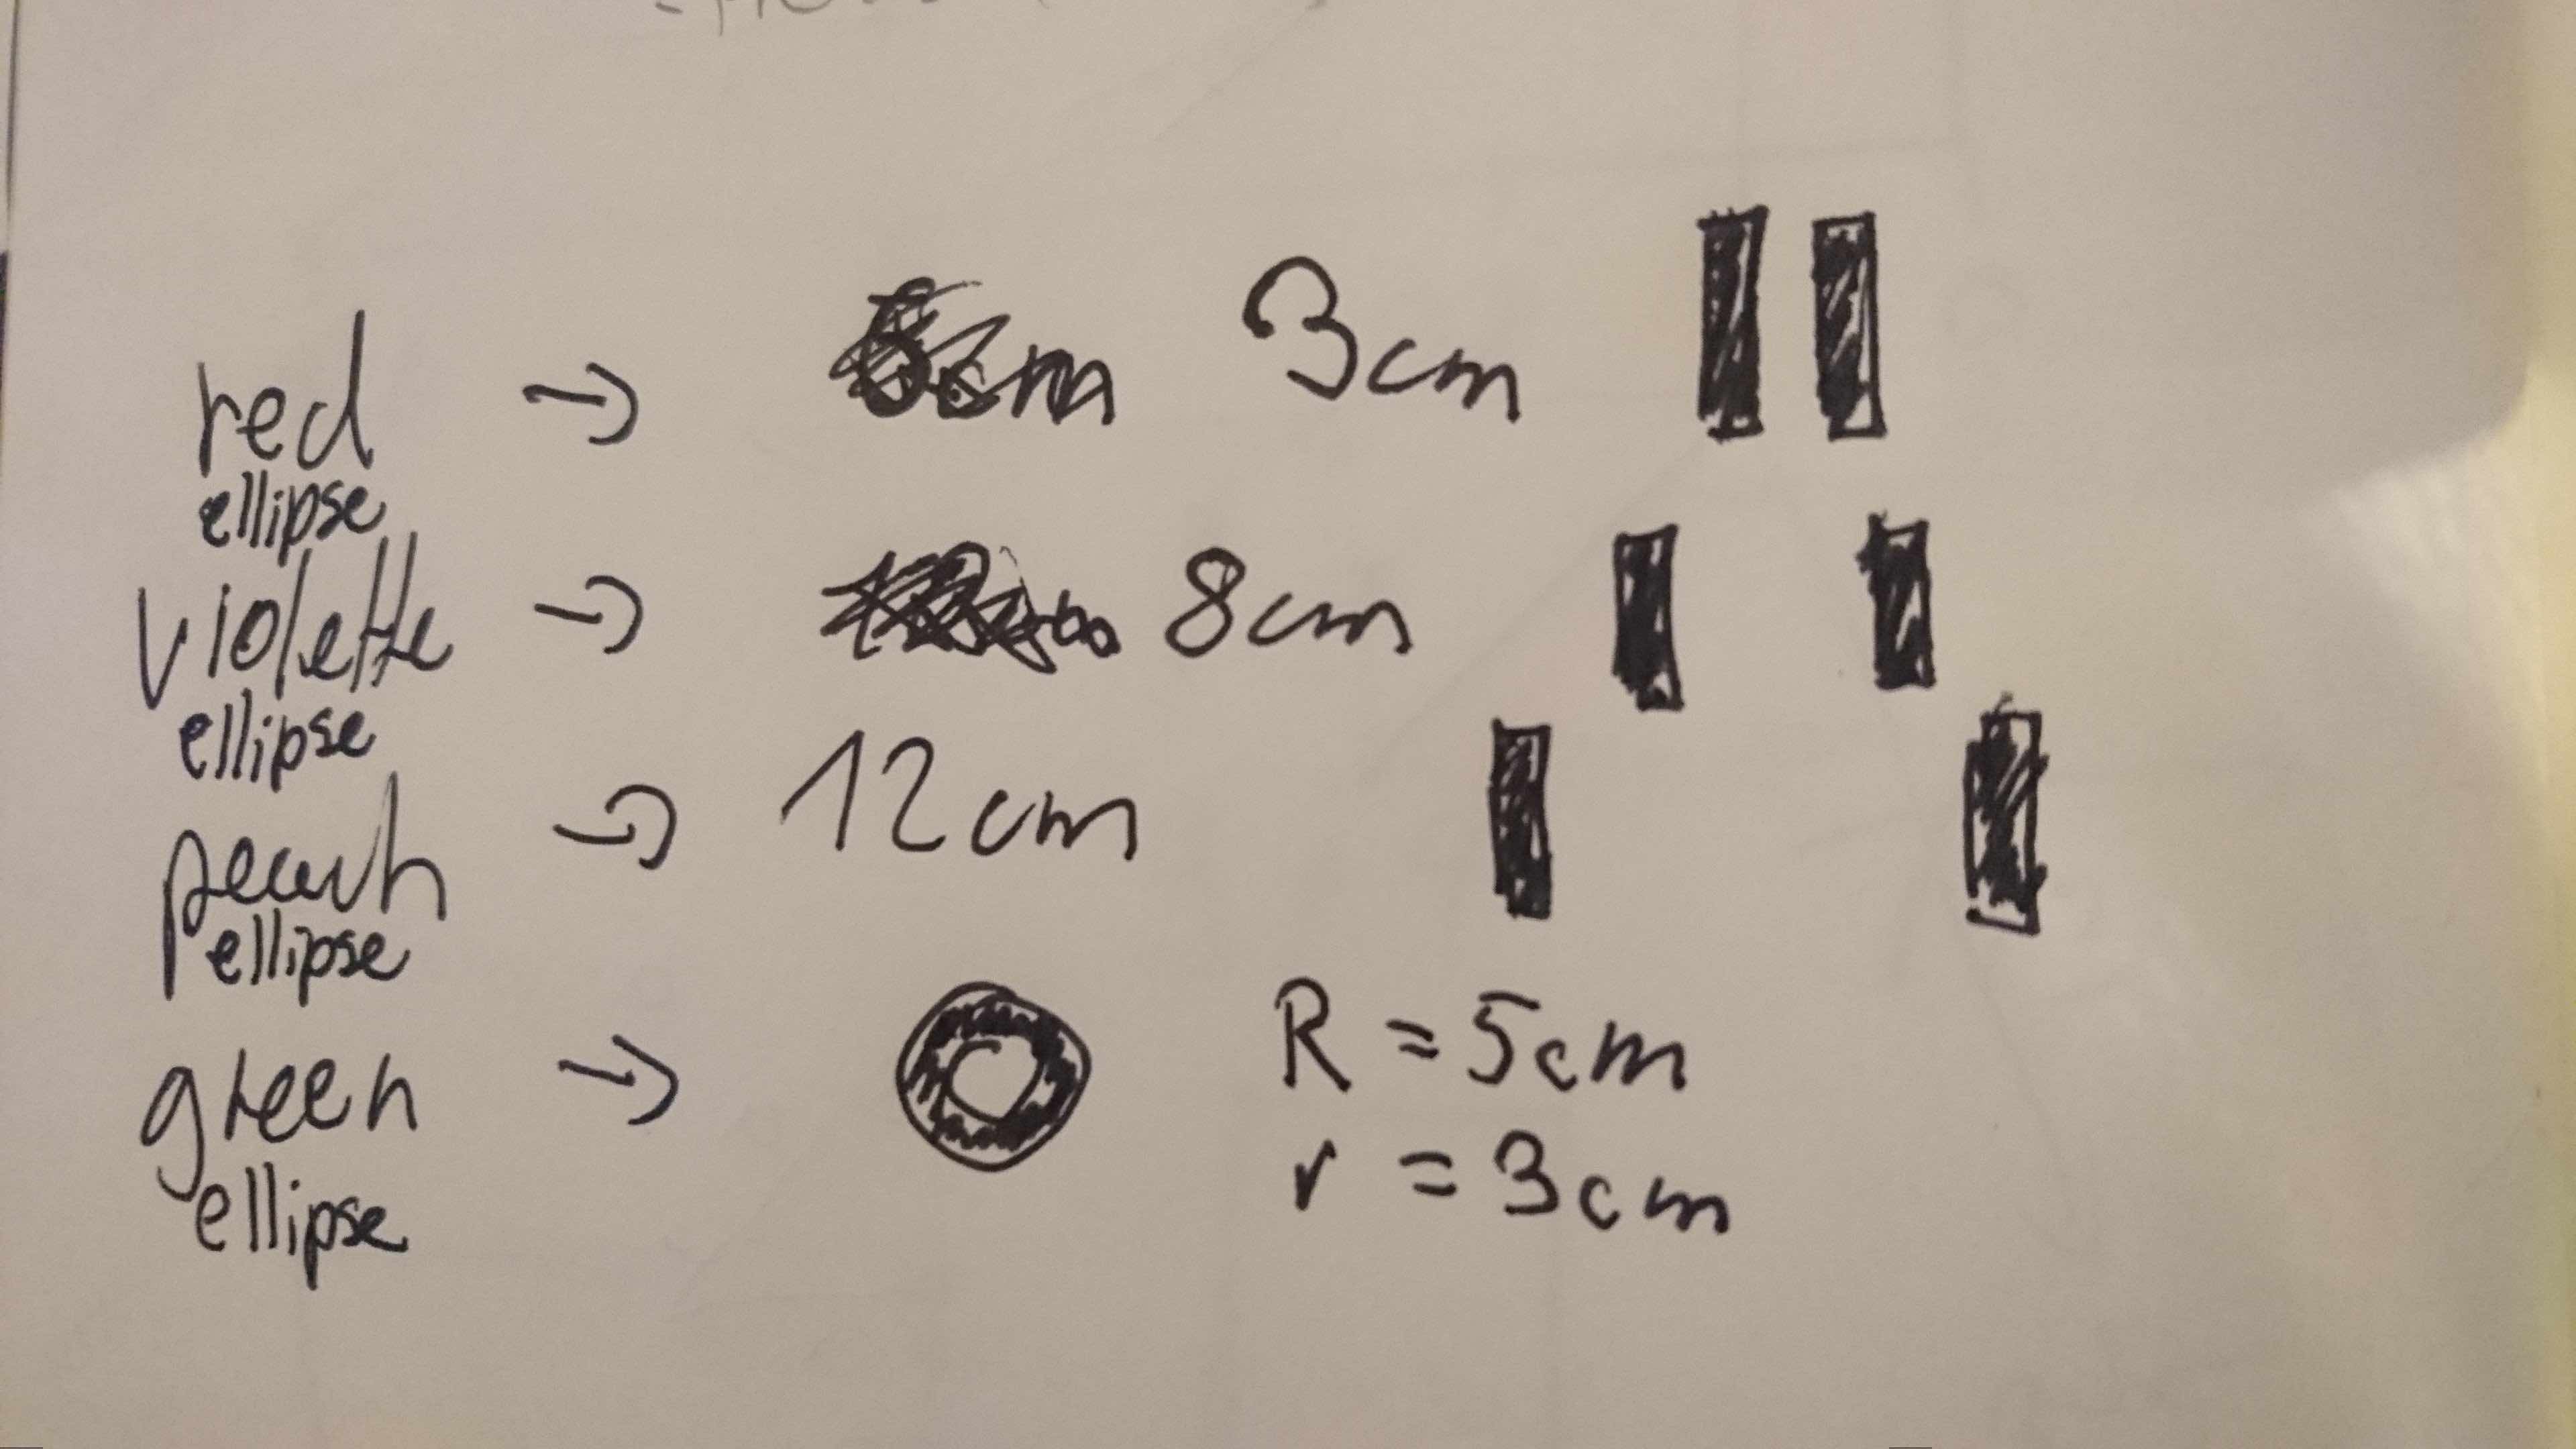 red → 3cm
ellipse
violette → 8cm
ellipse
peach → 12cm
ellipse
green → R = 5cm
r = 3cm
ellipse